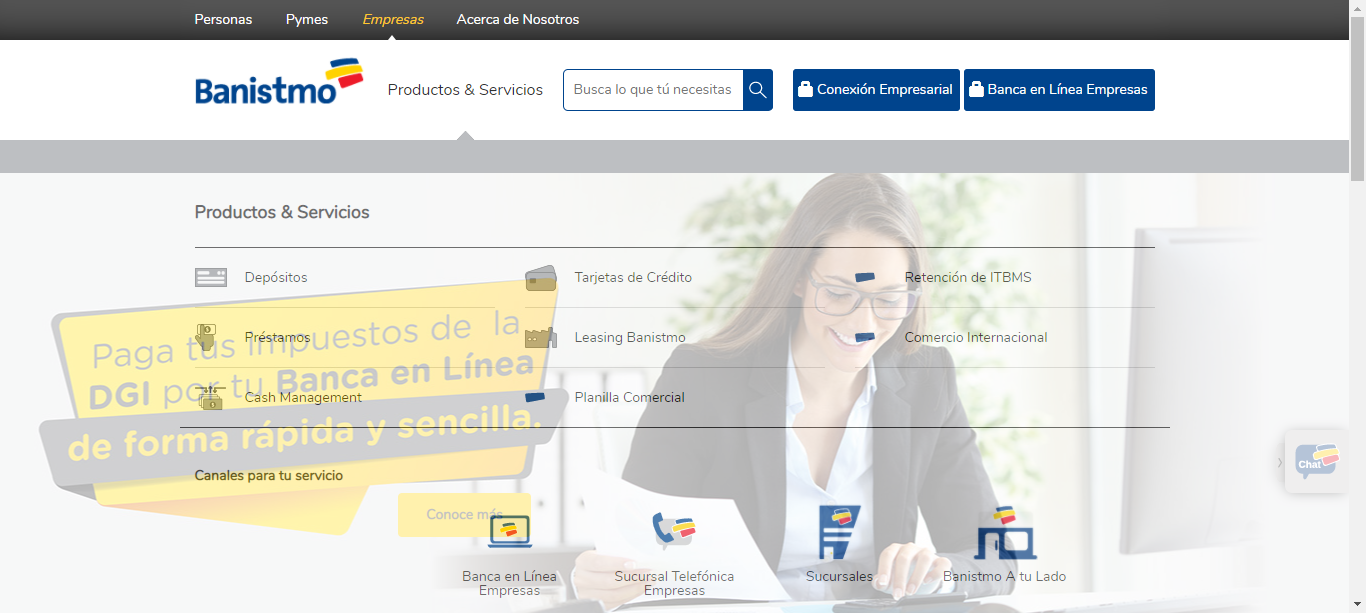 Personas Pymes Empresas Acerca de Nosotros
Banistmo
Productos & Servicios
Busca lo que tú necesitas
Conexión Empresarial
Banca en Línea Empresas
Productos & Servicios
Depósitos
Tarjetas de Crédito
Retención de ITBMS
Préstamos
Leasing Banistmo
Comercio Internacional
Cash Management
Planilla Comercial
Paga tus impuestos de la
DGI por tu Banca en Línea
de forma rápida y sencilla.
Conoce más
Canales para tu servicio
Banca en Línea
Empresas
Sucursal Telefónica
Empresas
Sucursales
Banistmo A tu Lado
Chat